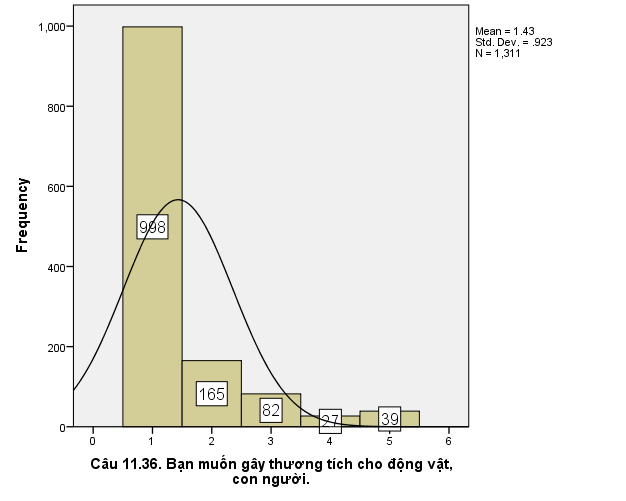 Mean = 1.43
Std. Dev. = .923
N = 1,311
1,000
800
600
400
200
0
Frequency
998
165
82
27
39
0 1 2 3 4 5 6
Câu 11.36. Bạn muốn gây thương tích cho động vật,
con người.